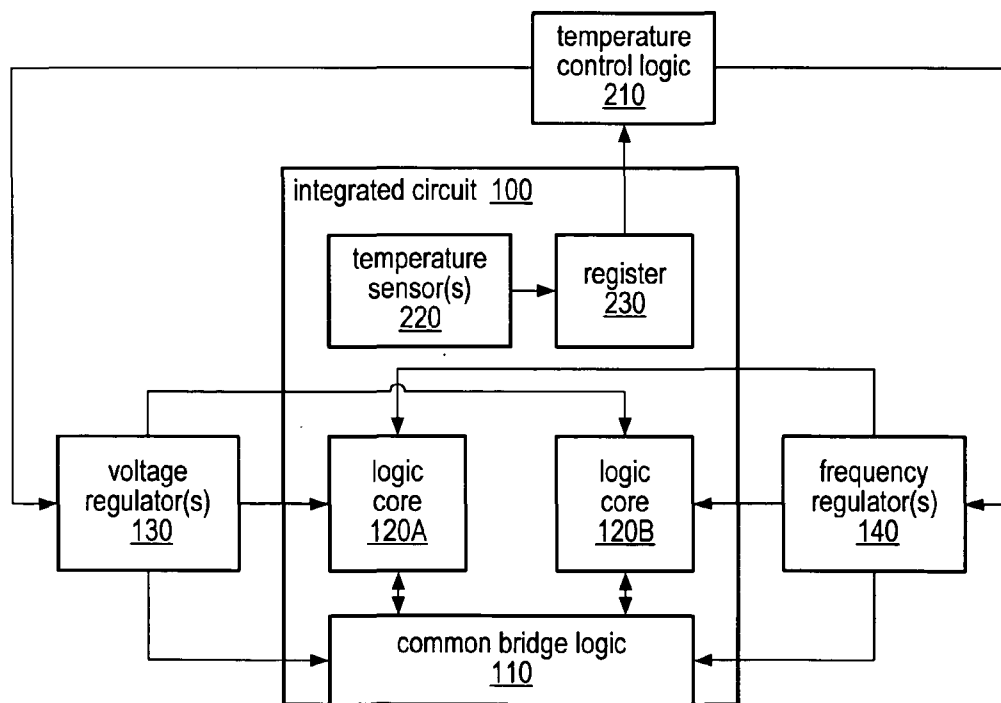 temperature
control logic
210
integrated circuit 100
temperature
sensor(s)
220
register
230
voltage
regulator(s)
130
logic
core
120A
logic
core
120B
frequency
regulator(s)
140
common bridge logic
110